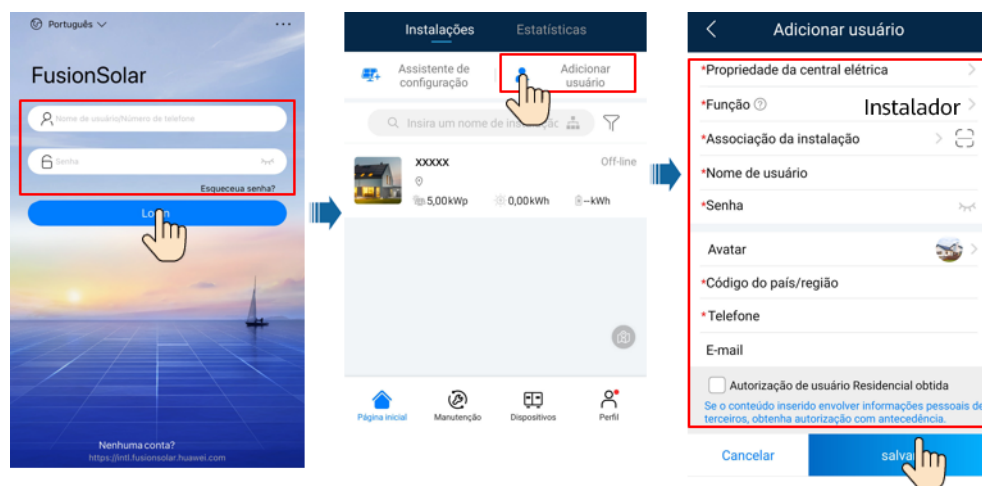 Português
FusionSolar
Nome de usuário/Número de telefone
Senha
Esqueceua senha?
Nenhuma conta?
https://intl.fusionsolar.huawei.com
Instalações
Estatísticas
Assistente de
configuração
Adicionar
usuário
Insira um nome de
xxxxx
Off-line
5,00kWp
0,00kWh
--kWh
Página inicial
Manutenção
Dispositivos
Perfil
Adicionar usuário
*Propriedade da central elétrica
*Função
Instalador
*Associação da instalação
*Nome de usuário
*Senha
Avatar
*Código do país/região
*Telefone
E-mail
Autorização de usuário Residencial obtida
Se o conteúdo inserido envolver informações pessoais de
terceiros, obtenha autorização com antecedência.
Cancelar